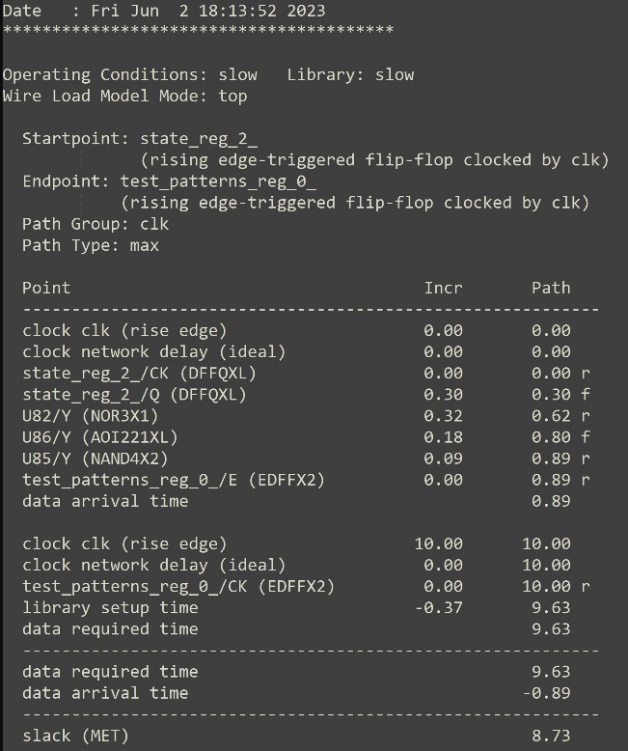 Date   : Fri Jun  2 18:13:52 2023
****************************************
Operating Conditions: slow   Library: slow
Wire Load Model Mode: top
Startpoint: state_reg_2_
(rising edge-triggered flip-flop clocked by clk)
Endpoint: test_patterns_reg_0_
(rising edge-triggered flip-flop clocked by clk)
Path Group: clk
Path Type: max
Point                                    Incr       Path
-----------------------------------------------------------
clock clk (rise edge)                    0.00       0.00
clock network delay (ideal)              0.00       0.00
state_reg_2_/CK (DFFQXL)                 0.00       0.00 r
state_reg_2_/Q (DFFQXL)                  0.30       0.30 f
U82/Y (NOR3X1)                           0.32       0.62 r
U86/Y (AOI221XL)                         0.18       0.80 f
U85/Y (NAND4X2)                          0.09       0.89 r
test_patterns_reg_0_/E (EDFFX2)          0.00       0.89 r
data arrival time                                   0.89
clock clk (rise edge)                   10.00      10.00
clock network delay (ideal)              0.00      10.00
test_patterns_reg_0_/CK (EDFFX2)         0.00      10.00 r
library setup time                      -0.37       9.63
data required time                                  9.63
-----------------------------------------------------------
data required time                                  9.63
data arrival time                                  -0.89
-----------------------------------------------------------
slack (MET)                                         8.73